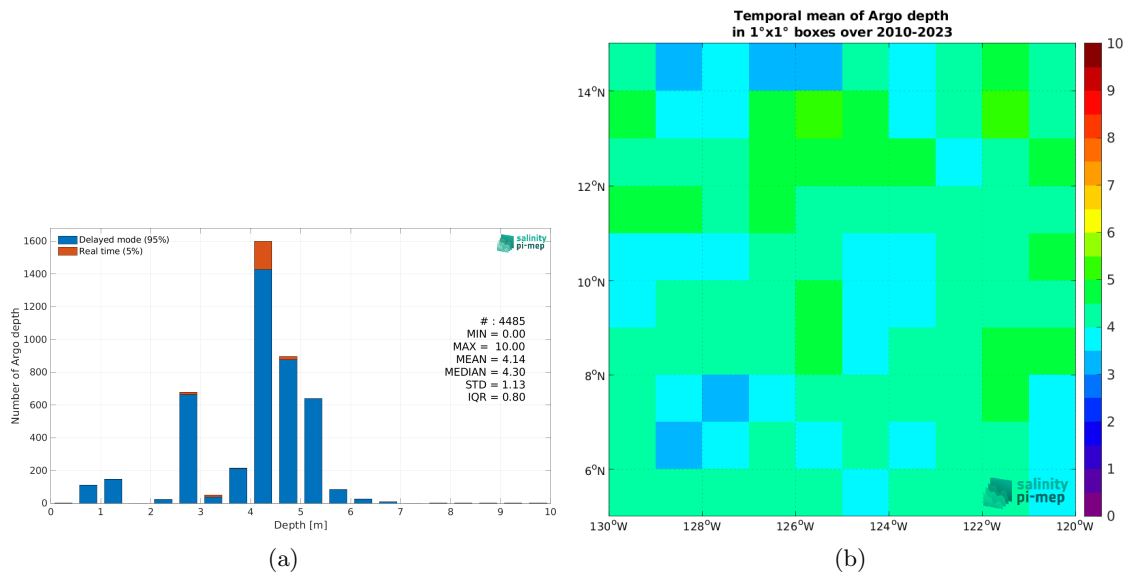 Delayed mode (95%)
Real time (5%)
salinity
pi-mep
1600
1400
1200
1000
800
600
400
200
0
Number of Argo depth
# : 4485
MIN = 0.00
MAX = 10.00
MEAN = 4.14
MEDIAN = 4.30
STD = 1.13
IQR = 0.80
0 1 2 3 4 5 6 7 8 9 10
Depth [m]
(a)
Temporal mean of Argo depth
in 1°x1° boxes over 2010-2023
14°N
12°N
10°N
8°N
6°N
130°W 128°W 126°W 124°W 122°W 120°W
salinity
pi-mep
10
9
8
7
6
5
4
3
2
1
0
(b)